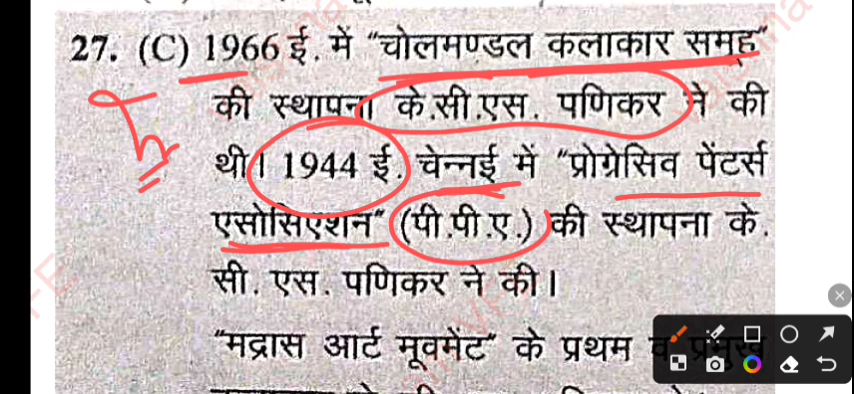 27. (C) 1966 ई. में “चोलमण्डल कलाकार समूह”
की स्थापना के.सी.एस. पणिकर ने की
थी। 1944 ई. चेन्नई में “प्रोग्रेसिव पेंटर्स
एसोसिएशन” (पी.पी.ए.) की स्थापना के.
सी. एस. पणिकर ने की।
“मद्रास आर्ट मूवमेंट” के प्रथम व प्रमुख